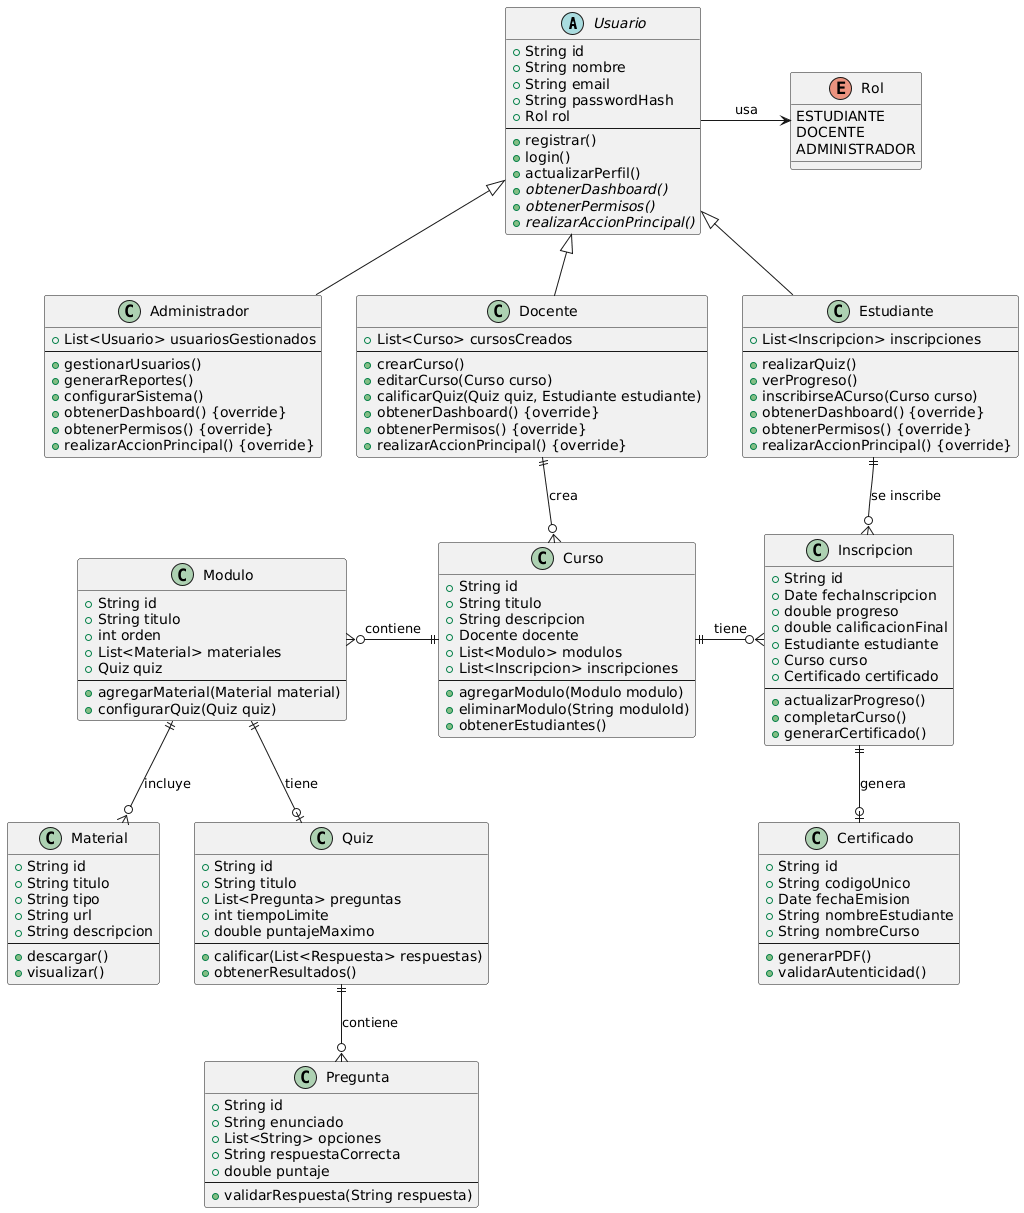 A Usuario
String id
String nombre
String email
String passwordHash
Rol rol
registrar()
login()
actualizarPerfil()
obtenerDashboard()
obtenerPermisos()
realizarAccionPrincipal()
usa
E Rol
ESTUDIANTE
DOCENTE
ADMINISTRADOR
C Administrador
List<Usuario> usuariosGestionados
gestionarUsuarios()
generarReportes()
configurarSistema()
obtenerDashboard() {override}
obtenerPermisos() {override}
realizarAccionPrincipal() {override}
C Docente
List<Curso> cursosCreados
crearCurso()
editarCurso(Curso curso)
calificarQuiz(Quiz quiz, Estudiante estudiante)
obtenerDashboard() {override}
obtenerPermisos() {override}
realizarAccionPrincipal() {override}
C Estudiante
List<Inscripcion> inscripciones
realizarQuiz()
verProgreso()
inscribirseACurso(Curso curso)
obtenerDashboard() {override}
obtenerPermisos() {override}
realizarAccionPrincipal() {override}
crea
se inscribe
C Modulo
String id
String titulo
int orden
List<Material> materiales
Quiz quiz
agregarMaterial(Material material)
configurarQuiz(Quiz quiz)
contiene
C Curso
String id
String titulo
String descripcion
Docente docente
List<Modulo> modulos
List<Inscripcion> inscripciones
agregarModulo(Modulo modulo)
eliminarModulo(String moduloId)
obtenerEstudiantes()
tiene
C Inscripcion
String id
Date fechaInscripcion
double progreso
double calificacionFinal
Estudiante estudiante
Curso curso
Certificado certificado
actualizarProgreso()
completarCurso()
generarCertificado()
incluye
tiene
genera
C Material
String id
String titulo
String tipo
String url
String descripcion
descargar()
visualizar()
C Quiz
String id
String titulo
List<Pregunta> preguntas
int tiempoLimite
double puntajeMaximo
calificar(List<Respuesta> respuestas)
obtenerResultados()
C Certificado
String id
String codigoUnico
Date fechaEmision
String nombreEstudiante
String nombreCurso
generarPDF()
validarAutenticidad()
contiene
C Pregunta
String id
String enunciado
List<String> opciones
String respuestaCorrecta
double puntaje
validarRespuesta(String respuesta)